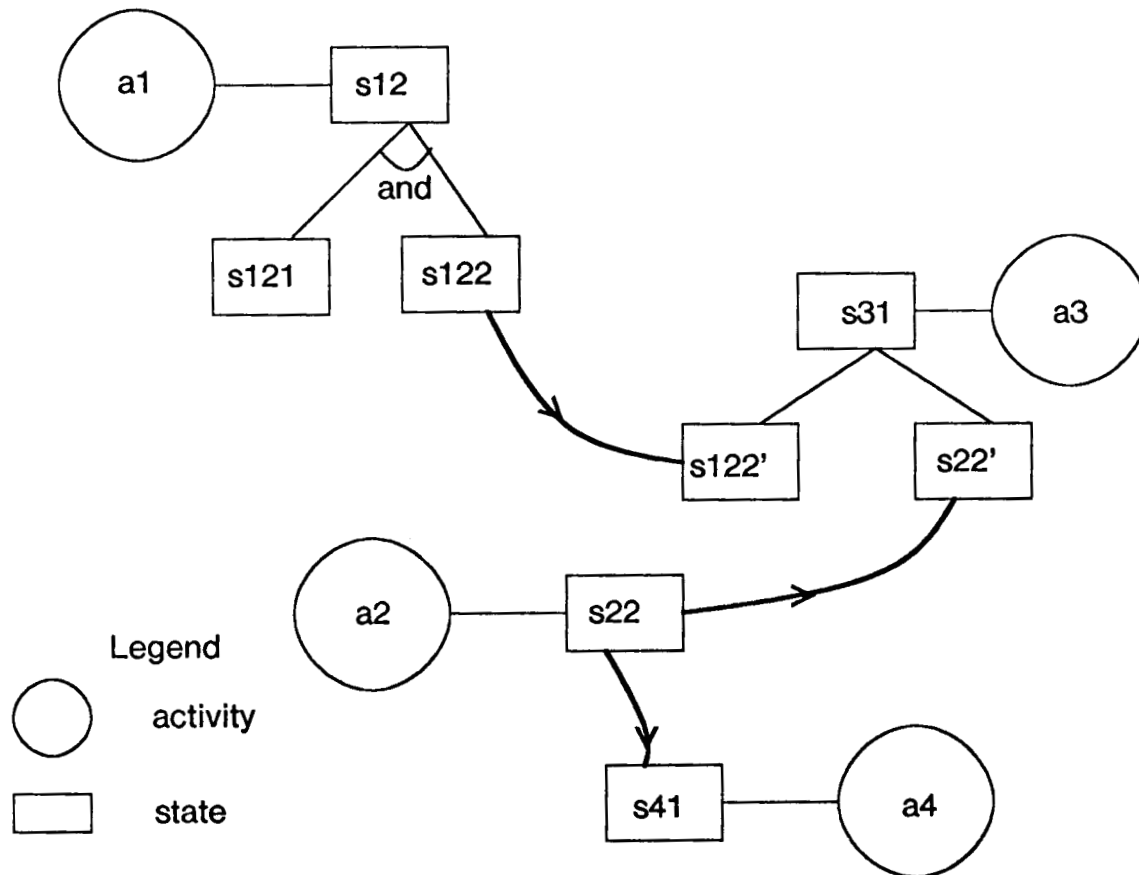 a1
s12
and
s121
s122
s31
a3
s122’
s22’
a2
s22
Legend
activity
s41
a4
state